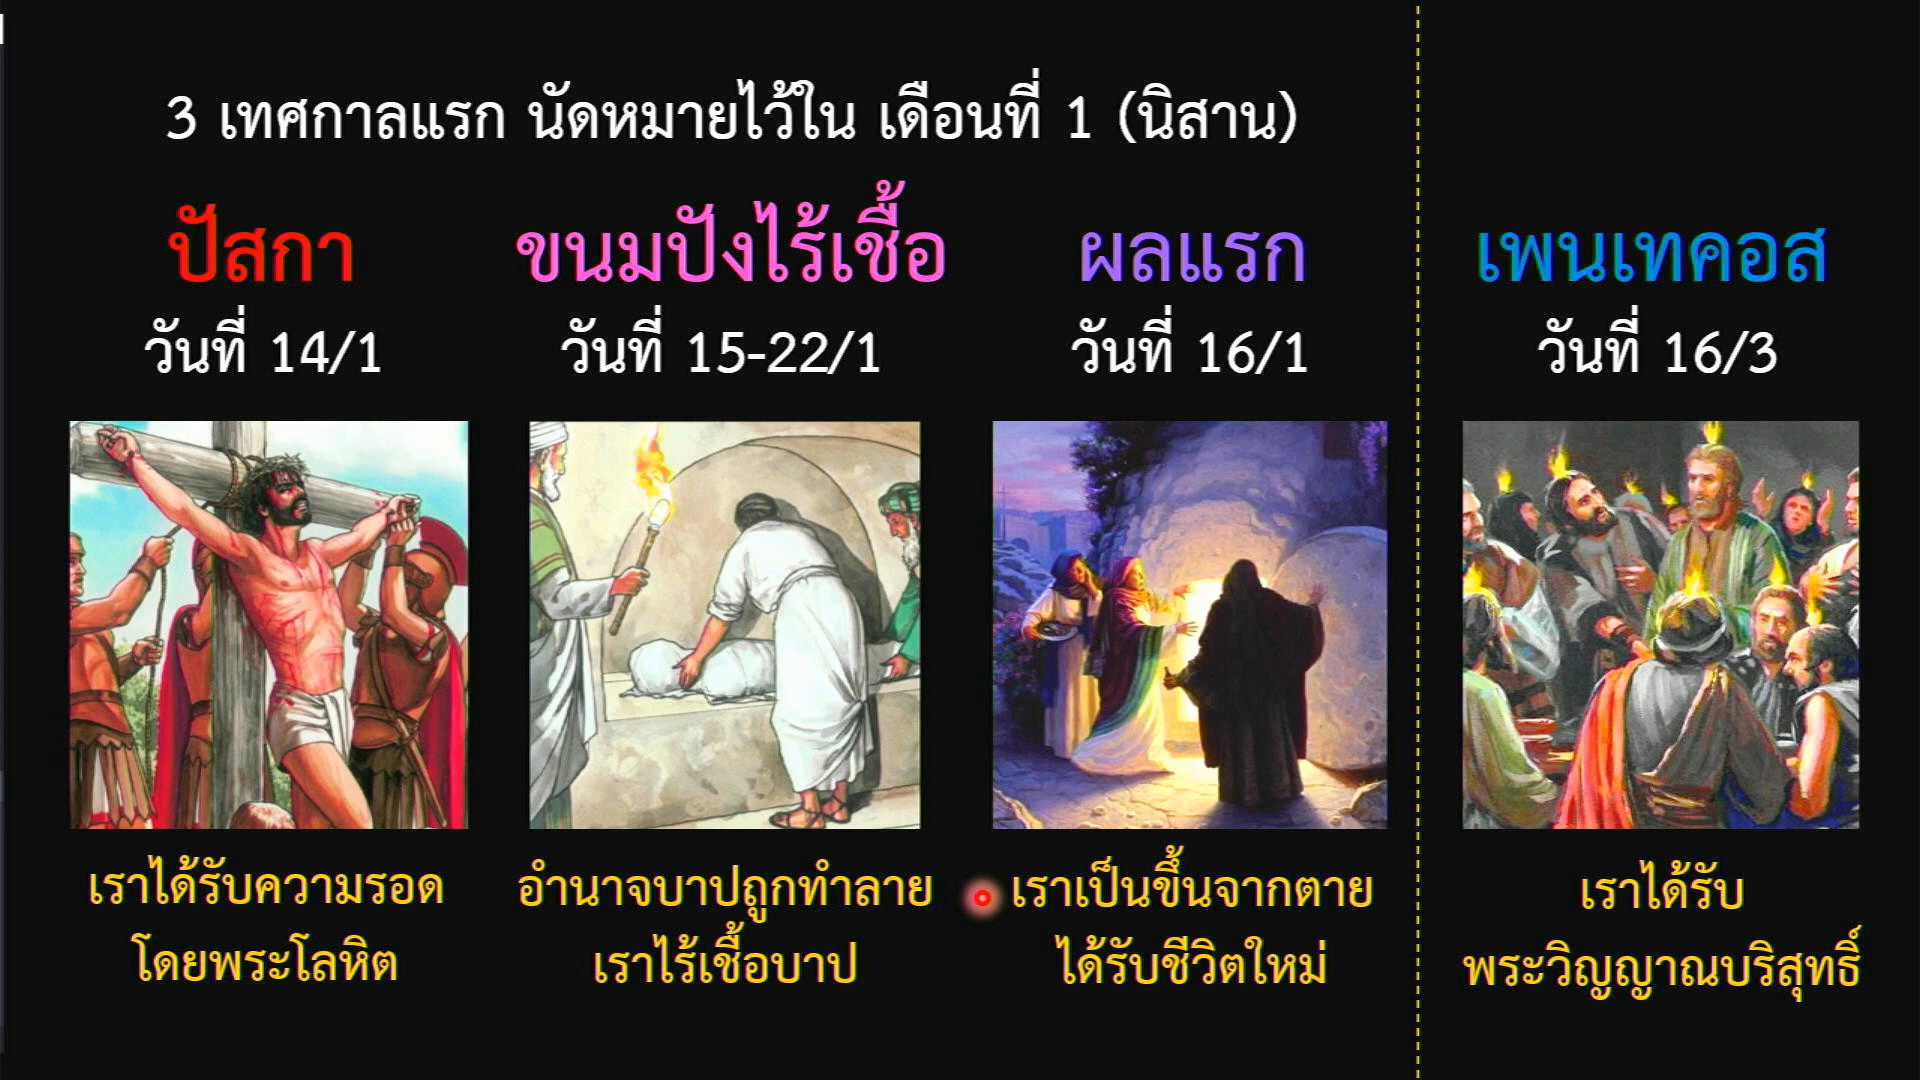 3 เทศกาลแรก นัดหมายไว้ใน เดือนที่ 1 (นิสาน)
ปัสกา
วันที่ 14/1
เราได้รับความรอด
โดยพระโลหิต
ขนมปังไร้เชื้อ
วันที่ 15-22/1
อำนาจบาปถูกทำลาย
เราไร้เชื้อบาป
ผลแรก
วันที่ 16/1
เราเป็นขึ้นจากตาย
ได้รับชีวิตใหม่
เพนเทคอส
วันที่ 16/3
เราได้รับ
พระวิญญาณบริสุทธิ์